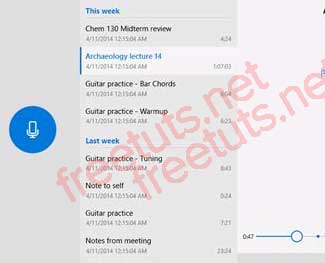 This week
Chem 130 Midterm review
4/11/2014 12:15:04 AM 4:24
Archaeology lecture 14
4/11/2014 12:15:04 AM 1:07:03
Guitar practice - Bar Chords
4/11/2014 12:15:04 AM
Guitar practice - Warmup
4/11/2014 12:15:04 AM 6:23
Last week
Guitar practice - Tuning
4/11/2014 12:15:04 AM 8:43
Note to self
4/11/2014 12:15:04 AM 0:24
Guitar practice
4/11/2014 12:15:04 AM 7:21
Notes from meeting
4/11/2014 12:15:04 AM 23:24
0:47
freetuts.net
freetuts.net